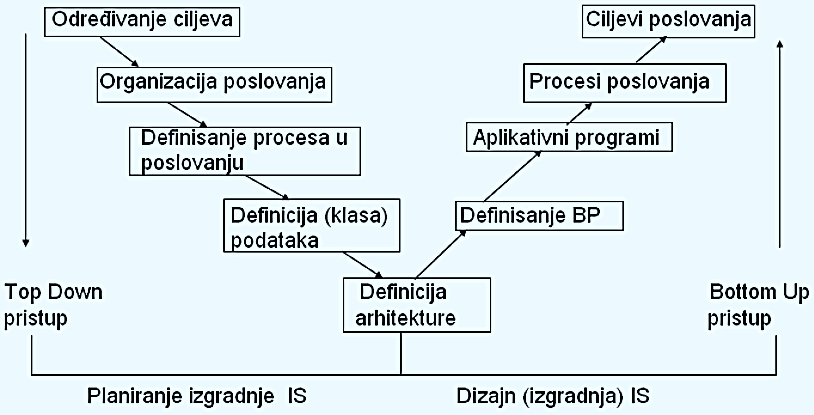 Određivanje ciljeva
Organizacija poslovanja
Definisanje procesa u
poslovanju
Definicija (klasa)
podataka
Definicija
arhitekture
Definisanje BP
Aplikativni programi
Procesi poslovanja
Ciljevi poslovanja
Top Down
pristup
Bottom Up
pristup
Planiranje izgradnje IS
Dizajn (izgradnja) IS